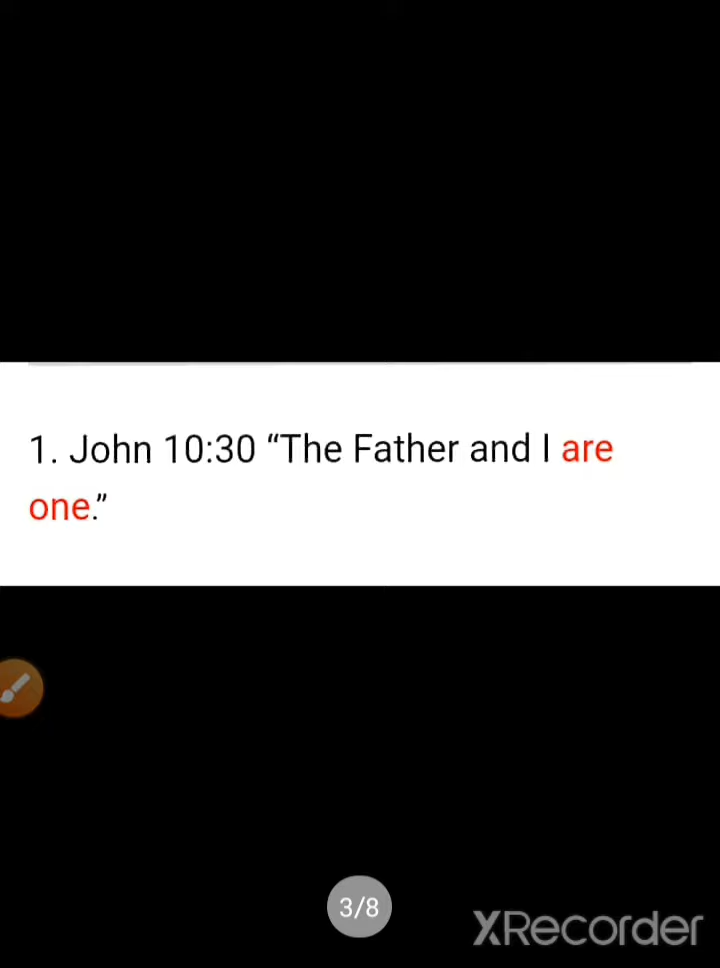 1. John 10:30 “The Father and I are
one.”
3/8
XRecorder